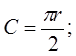 C = πr/2;